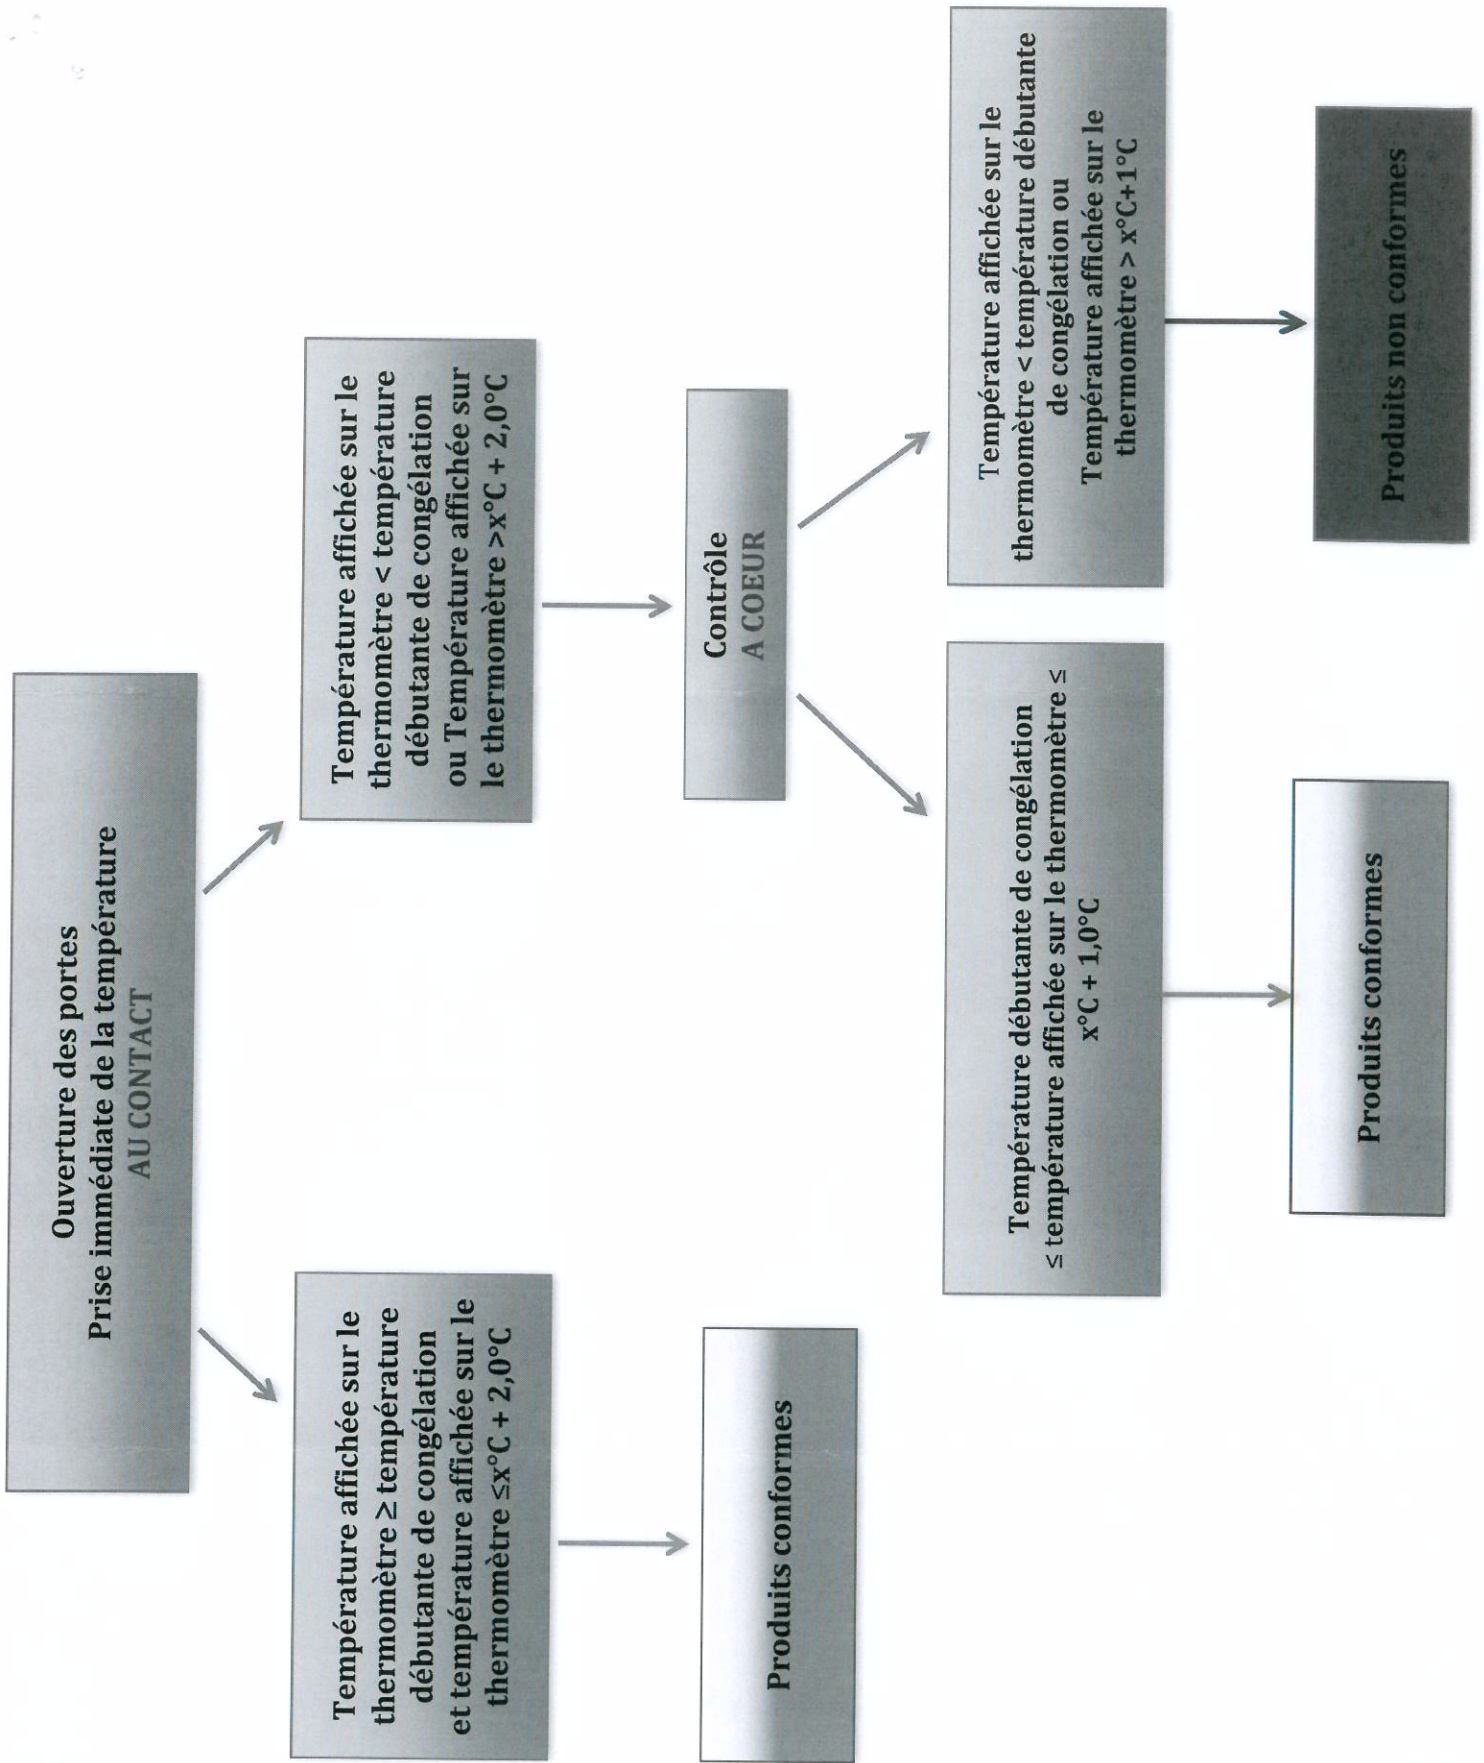 Ouverture des portes
Prise immédiate de la température
AU CONTACT
Température affichée sur le
thermomètre ≥ température
débutante de congélation
et température affichée sur le
thermomètre ≤x°C + 2,0°C
Produits conformes
Température affichée sur le
thermomètre < température
débutante de congélation
ou Température affichée sur
le thermomètre >x°C + 2,0°C
Contrôle
A COEUR
Température débutante de congélation
≤ température affichée sur le thermomètre ≤
x°C + 1,0°C
Produits conformes
Température affichée sur le
thermomètre < température débutante
de congélation ou
Température affichée sur le
thermomètre > x°C+1°C
Produits non conformes